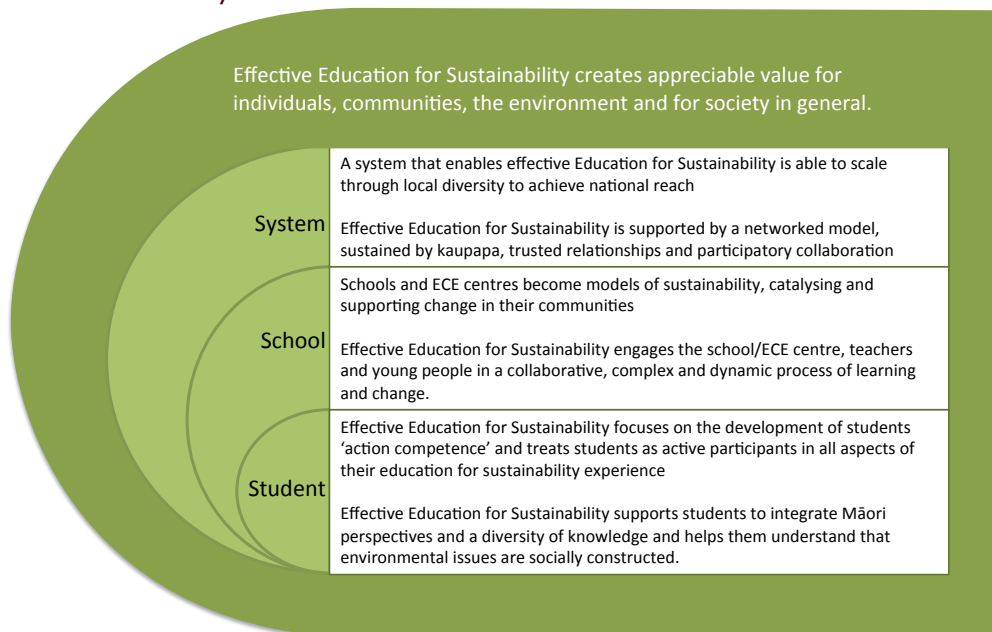 Effective Education for Sustainability creates appreciable value for
individuals, communities, the environment and for society in general.
System
A system that enables effective Education for Sustainability is able to scale
through local diversity to achieve national reach
Effective Education for Sustainability is supported by a networked model,
sustained by kaupapa, trusted relationships and participatory collaboration
School
Schools and ECE centres become models of sustainability, catalysing and
supporting change in their communities
Effective Education for Sustainability engages the school/ECE centre, teachers
and young people in a collaborative, complex and dynamic process of learning
and change.
Student
Effective Education for Sustainability focuses on the development of students
‘action competence’ and treats students as active participants in all aspects of
their education for sustainability experience
Effective Education for Sustainability supports students to integrate Māori
perspectives and a diversity of knowledge and helps them understand that
environmental issues are socially constructed.